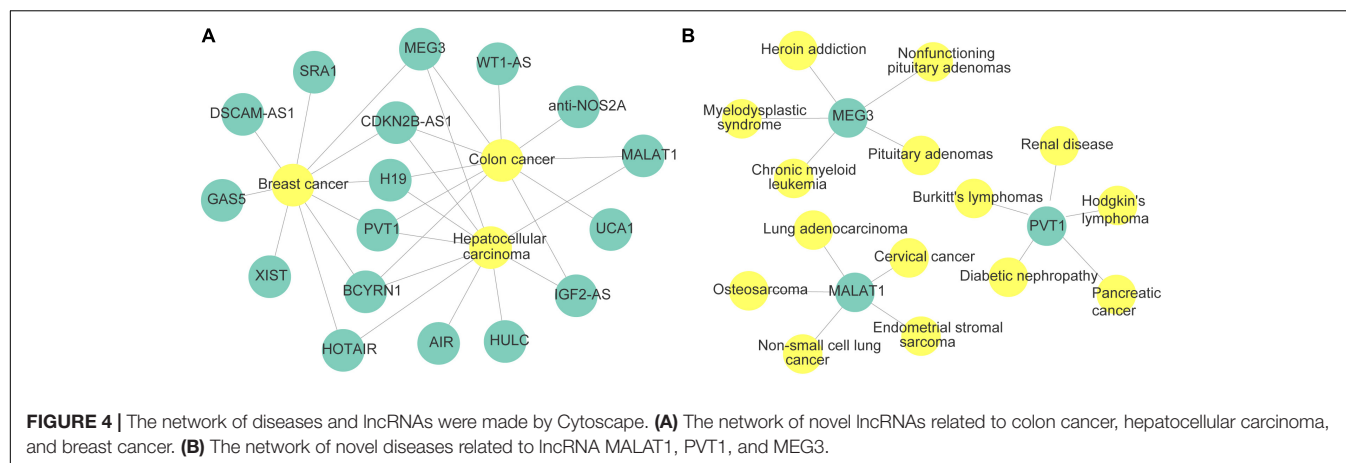 A
MEG3
WT1-AS
SRA1
DSCAM-AS1
CDKN2B-AS1
anti-NOS2A
MALAT1
Colon cancer
Breast cancer
H19
GAS5
PVT1
UCA1
Hepatocellular
carcinoma
XIST
BCYRN1
IGF2-AS
HOTAIR
AIR
HULC
B
Heroin addiction
Nonfunctioning
pituitary adenomas
Myelodysplastic
syndrome
MEG3
Chronic myeloid
leukemia
Pituitary adenomas
Renal disease
Burkitt's lymphomas
Hodgkin's
lymphoma
PVT1
Diabetic nephropathy
Pancreatic
cancer
Lung adenocarcinoma
Cervical cancer
Osteosarcoma
MALAT1
Non-small cell lung
cancer
Endometrial stromal
sarcoma
FIGURE 4 | The network of diseases and lncRNAs were made by Cytoscape. (A) The network of novel lncRNAs related to colon cancer, hepatocellular carcinoma,
and breast cancer. (B) The network of novel diseases related to lncRNA MALAT1, PVT1, and MEG3.